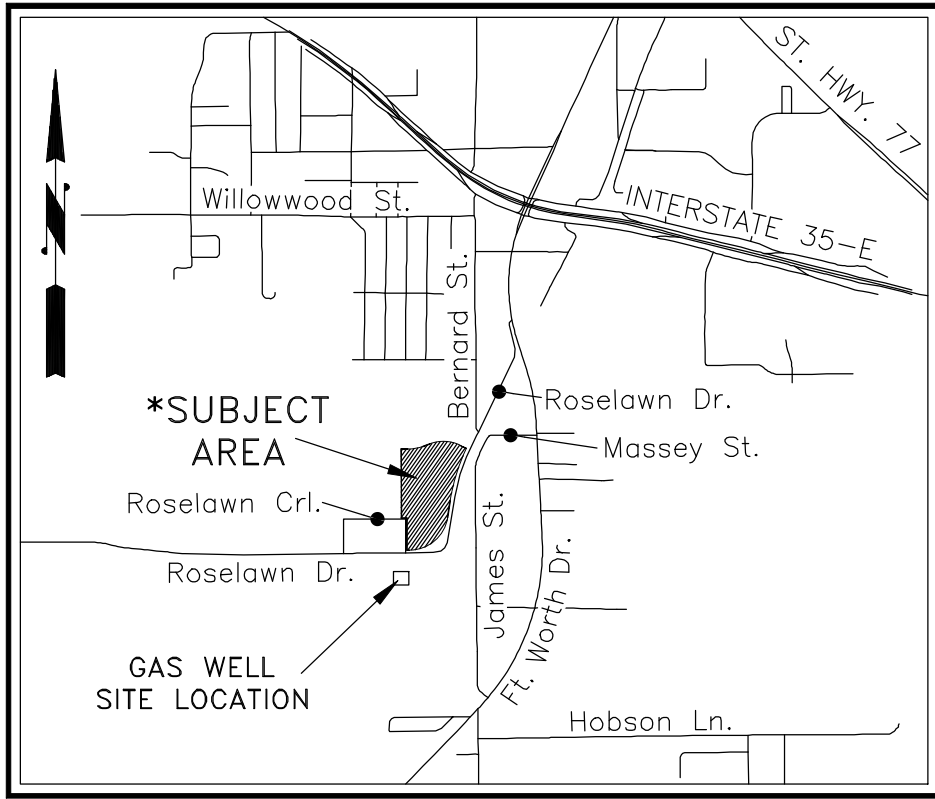 ST. HWY. 77
Willowwood St.
INTERSTATE 35-E
N
Bernard St.
*SUBJECT
AREA
Roselawn Dr.
Massey St.
Roselawn Crl.
James St.
Roselawn Dr.
Ft. Worth Dr.
GAS WELL
SITE LOCATION
Hobson Ln.